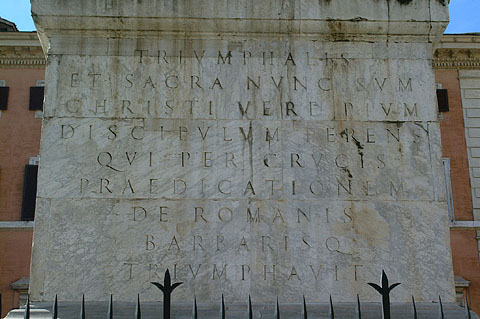 TRIVMPHALIS
ET SACRA NVNC SVM
CHRISTI VERE PIVM
DISCIPVLVM FERENS
QVI PER CRVCIS
PRAEDICATIONEM
DE ROMANIS
BARBARISQ
TRIVMPHAVIT